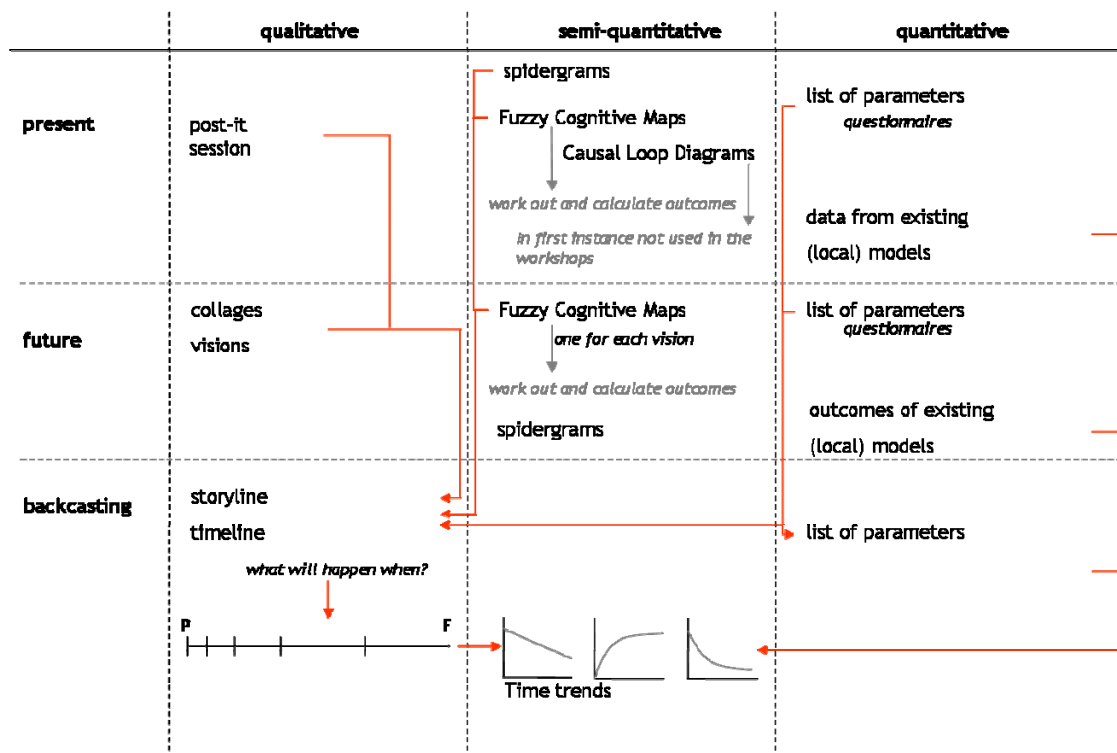 qualitative
semi-quantitative
quantitative
present
post-it
session
spidergrams
Fuzzy Cognitive Maps
Causal Loop Diagrams
work out and calculate outcomes
in first instance not used in the
workshops
list of parameters
questionnaires
data from existing
(local) models
future
collages
visions
Fuzzy Cognitive Maps
one for each vision
work out and calculate outcomes
spidergrams
list of parameters
questionnaires
outcomes of existing
(local) models
backcasting
storyline
timeline
what will happen when?
list of parameters
P
F
Time trends